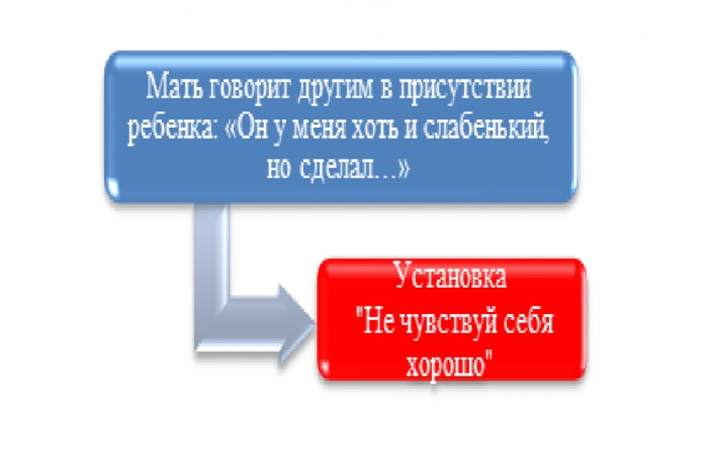 Мать говорит другим в присутствии
ребенка: «Он у меня хоть и слабенький,
но сделал…»
Установка
"Не чувствуй себя
хорошо"